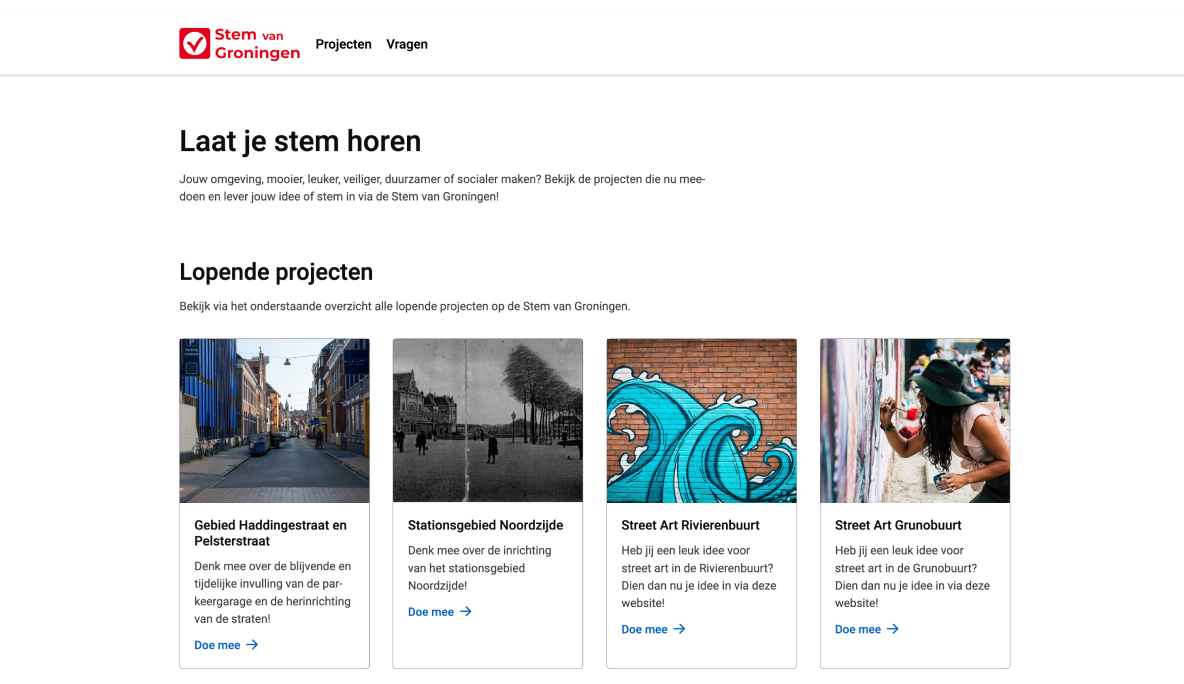 Stem van
Groningen
Projecten
Vragen
Laat je stem horen
Jouw omgeving, mooier, leuker, veiliger, duurzamer of socialer maken? Bekijk de projecten die nu mee-
doen en lever jouw idee of stem in via de Stem van Groningen!
Lopende projecten
Bekijk via het onderstaande overzicht alle lopende projecten op de Stem van Groningen.
P
Gebied Haddingestraat en
Pelsterstraat
Denk mee over de blijvende en
tijdelijke invulling van de par-
keergarage en de herinrichting
van de straten!
Doe mee →
Stationsgebied Noordzijde
Denk mee over de inrichting
van het stationsgebied
Noordzijde!
Doe mee →
Street Art Rivierenbuurt
Heb jij een leuk idee voor
street art in de Rivierenbuurt?
Dien dan nu je idee in via deze
website!
Doe mee →
Street Art Grunobuurt
Heb jij een leuk idee voor
street art in de Grunobuurt?
Dien dan nu je idee in via deze
website!
Doe mee →